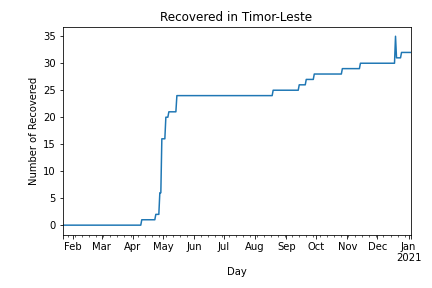 Recovered in Timor-Leste
Number of Recovered
35
30
25
20
15
10
5
0
Feb Mar Apr May Jun Jul Aug Sep Oct Nov Dec Jan
2021
Day